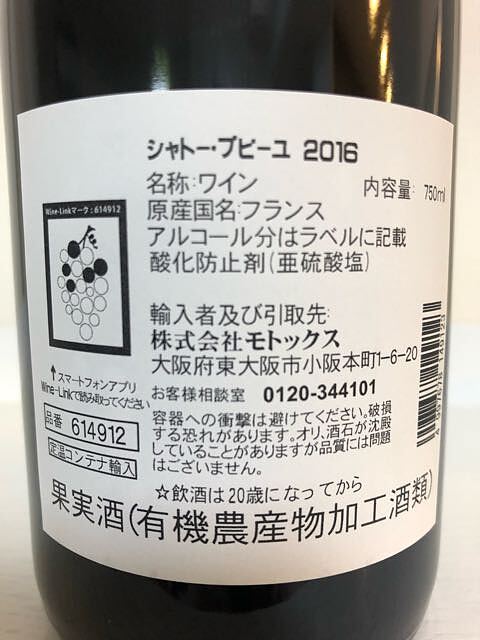 シャトー・プピーユ 2016
名称:ワイン 内容量: 750ml
原産国名:フランス
アルコール分はラベルに記載
酸化防止剤(亜硫酸塩)
Wine-Linkマーク:614912
輸入者及び引取先:
株式会社モトックス
大阪府東大阪市小阪本町1-6-20
お客様相談室 0120-344101
↑スマートフォンアプリ
Wine-Linkで読み取ってください
品番 614912
定温コンテナ輸入
容器への衝撃は避けてください。破損
する恐れがあります。オリ、酒石が沈殿
していることがありますが品質には問題
はございません。
☆飲酒は20歳になってから
果実酒(有機農産物加工酒類)